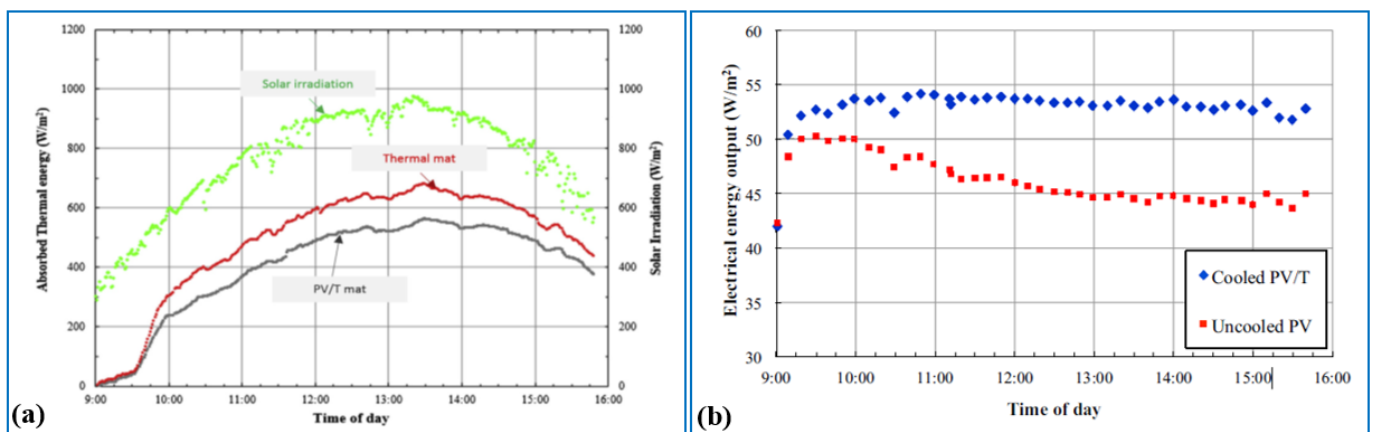 1200
1000
800
600
400
200
0
Absorbed Thermal energy (W/m²)
Solar irradiation
Thermal mat
PV/T mat
1200
1000
800
600
400
200
0
Solar Irradiation (W/m²)
9:00 10:00 11:00 12:00 13:00 14:00 15:00 16:00
Time of day
(a)
60
55
50
45
40
35
30
Electrical energy output (W/m²)
Cooled PV/T
Uncooled PV
9:00 10:00 11:00 12:00 13:00 14:00 15:00 16:00
Time of day
(b)